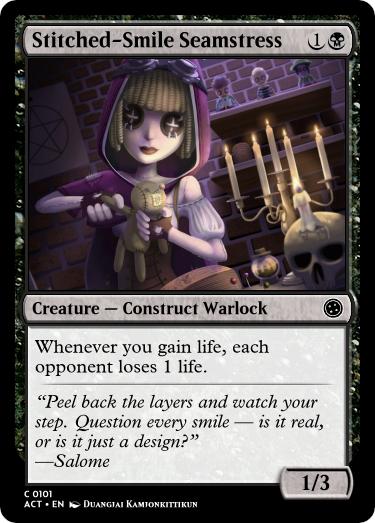 Stitched-Smile Seamstress 1
Creature — Construct Warlock
Whenever you gain life, each
opponent loses 1 life.
“Peel back the layers and watch your
step. Question every smile — is it real,
or is it just a design?”
—Salome
1/3
C 0101
ACT • EN Duangjai Kamjonkittikun